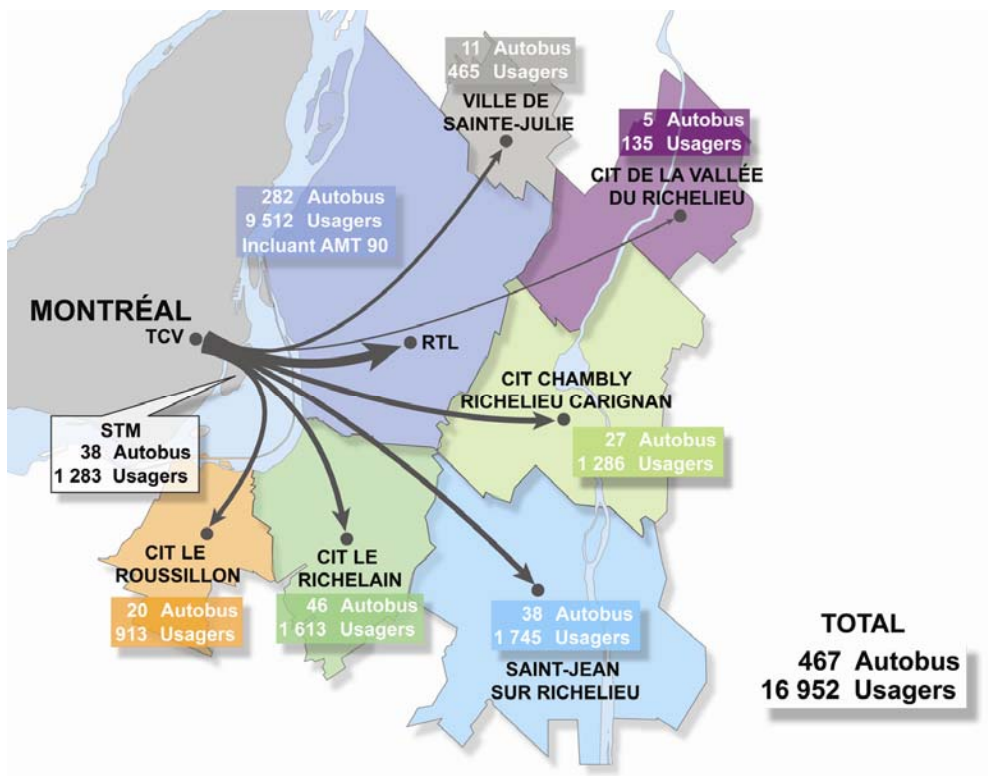 11 Autobus
465 Usagers
VILLE DE
SAINTE-JULIE
5 Autobus
135 Usagers
CIT DE LA VALLÉE
DU RICHELIEU
282 Autobus
9 512 Usagers
Incluant AMT 90
MONTRÉAL
TCV
RTL
CIT CHAMBLY
RICHELIEU CARIGNAN
27 Autobus
1 286 Usagers
STM
38 Autobus
1 283 Usagers
CIT LE
ROUSSILLON
20 Autobus
913 Usagers
CIT LE
RICHELAIN
46 Autobus
1 613 Usagers
38 Autobus
1 745 Usagers
SAINT-JEAN
SUR RICHELIEU
TOTAL
467 Autobus
16 952 Usagers